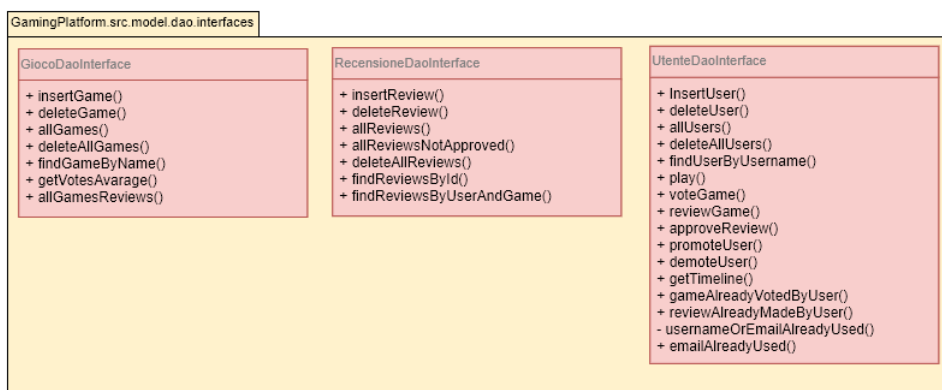 GamingPlatform.src.model.dao.interfaces
GiocoDaoInterface
+ insertGame()
+ deleteGame()
+ allGames()
+ deleteAllGames()
+ findGameByName()
+ getVotesAvarage()
+ allGamesReviews()
RecensioneDaoInterface
+ insertReview()
+ deleteReview()
+ allReviews()
+ allReviewsNotApproved()
+ deleteAllReviews()
+ findReviewsById()
+ findReviewsByUserAndGame()
UtenteDaoInterface
+ InsertUser()
+ deleteUser()
+ allUsers()
+ deleteAllUsers()
+ findUserByUsername()
+ play()
+ voteGame()
+ reviewGame()
+ approveReview()
+ promoteUser()
+ demoteUser()
+ getTimeline()
+ gameAlreadyVotedByUser()
+ reviewAlreadyMadeByUser()
- usernameOrEmailAlreadyUsed()
+ emailAlreadyUsed()